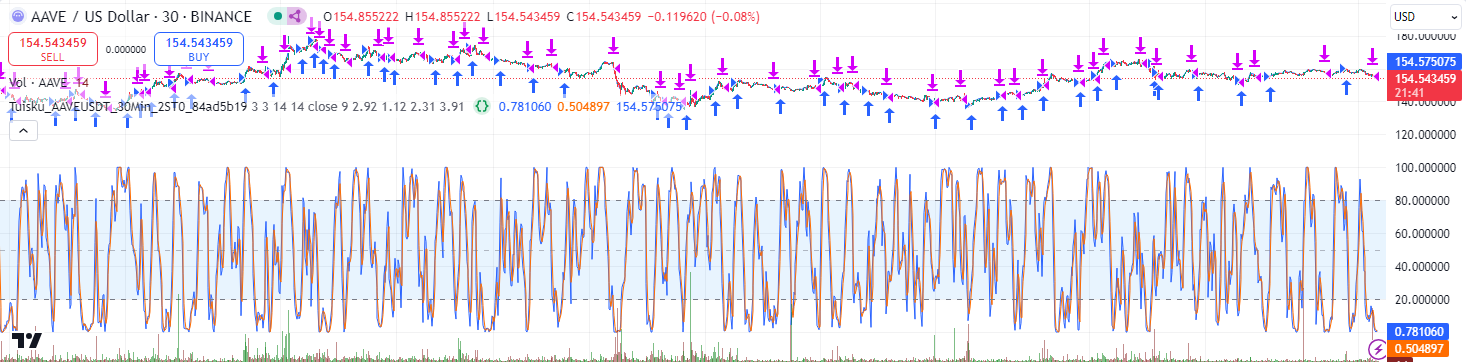 AAVE / US Dollar · 30 · BINANCE O154.855222 H154.855222 L154.543459 C154.543459 −0.119620 (−0.08%)
USD
160.000000
154.543459 SELL 0.000000 154.543459 BUY
154.575075
154.543459
21:41
Vol · AAVE
140.000000
Tulsku_AAVEUSDT_30Min_2STO_84ad5b19 3 3 14 14 close 9 2.92 1.12 2.31 3.91 0.781060 0.504897 154.575075
120.000000
100.000000
80.000000
60.000000
40.000000
20.000000
0.781060
0.504897